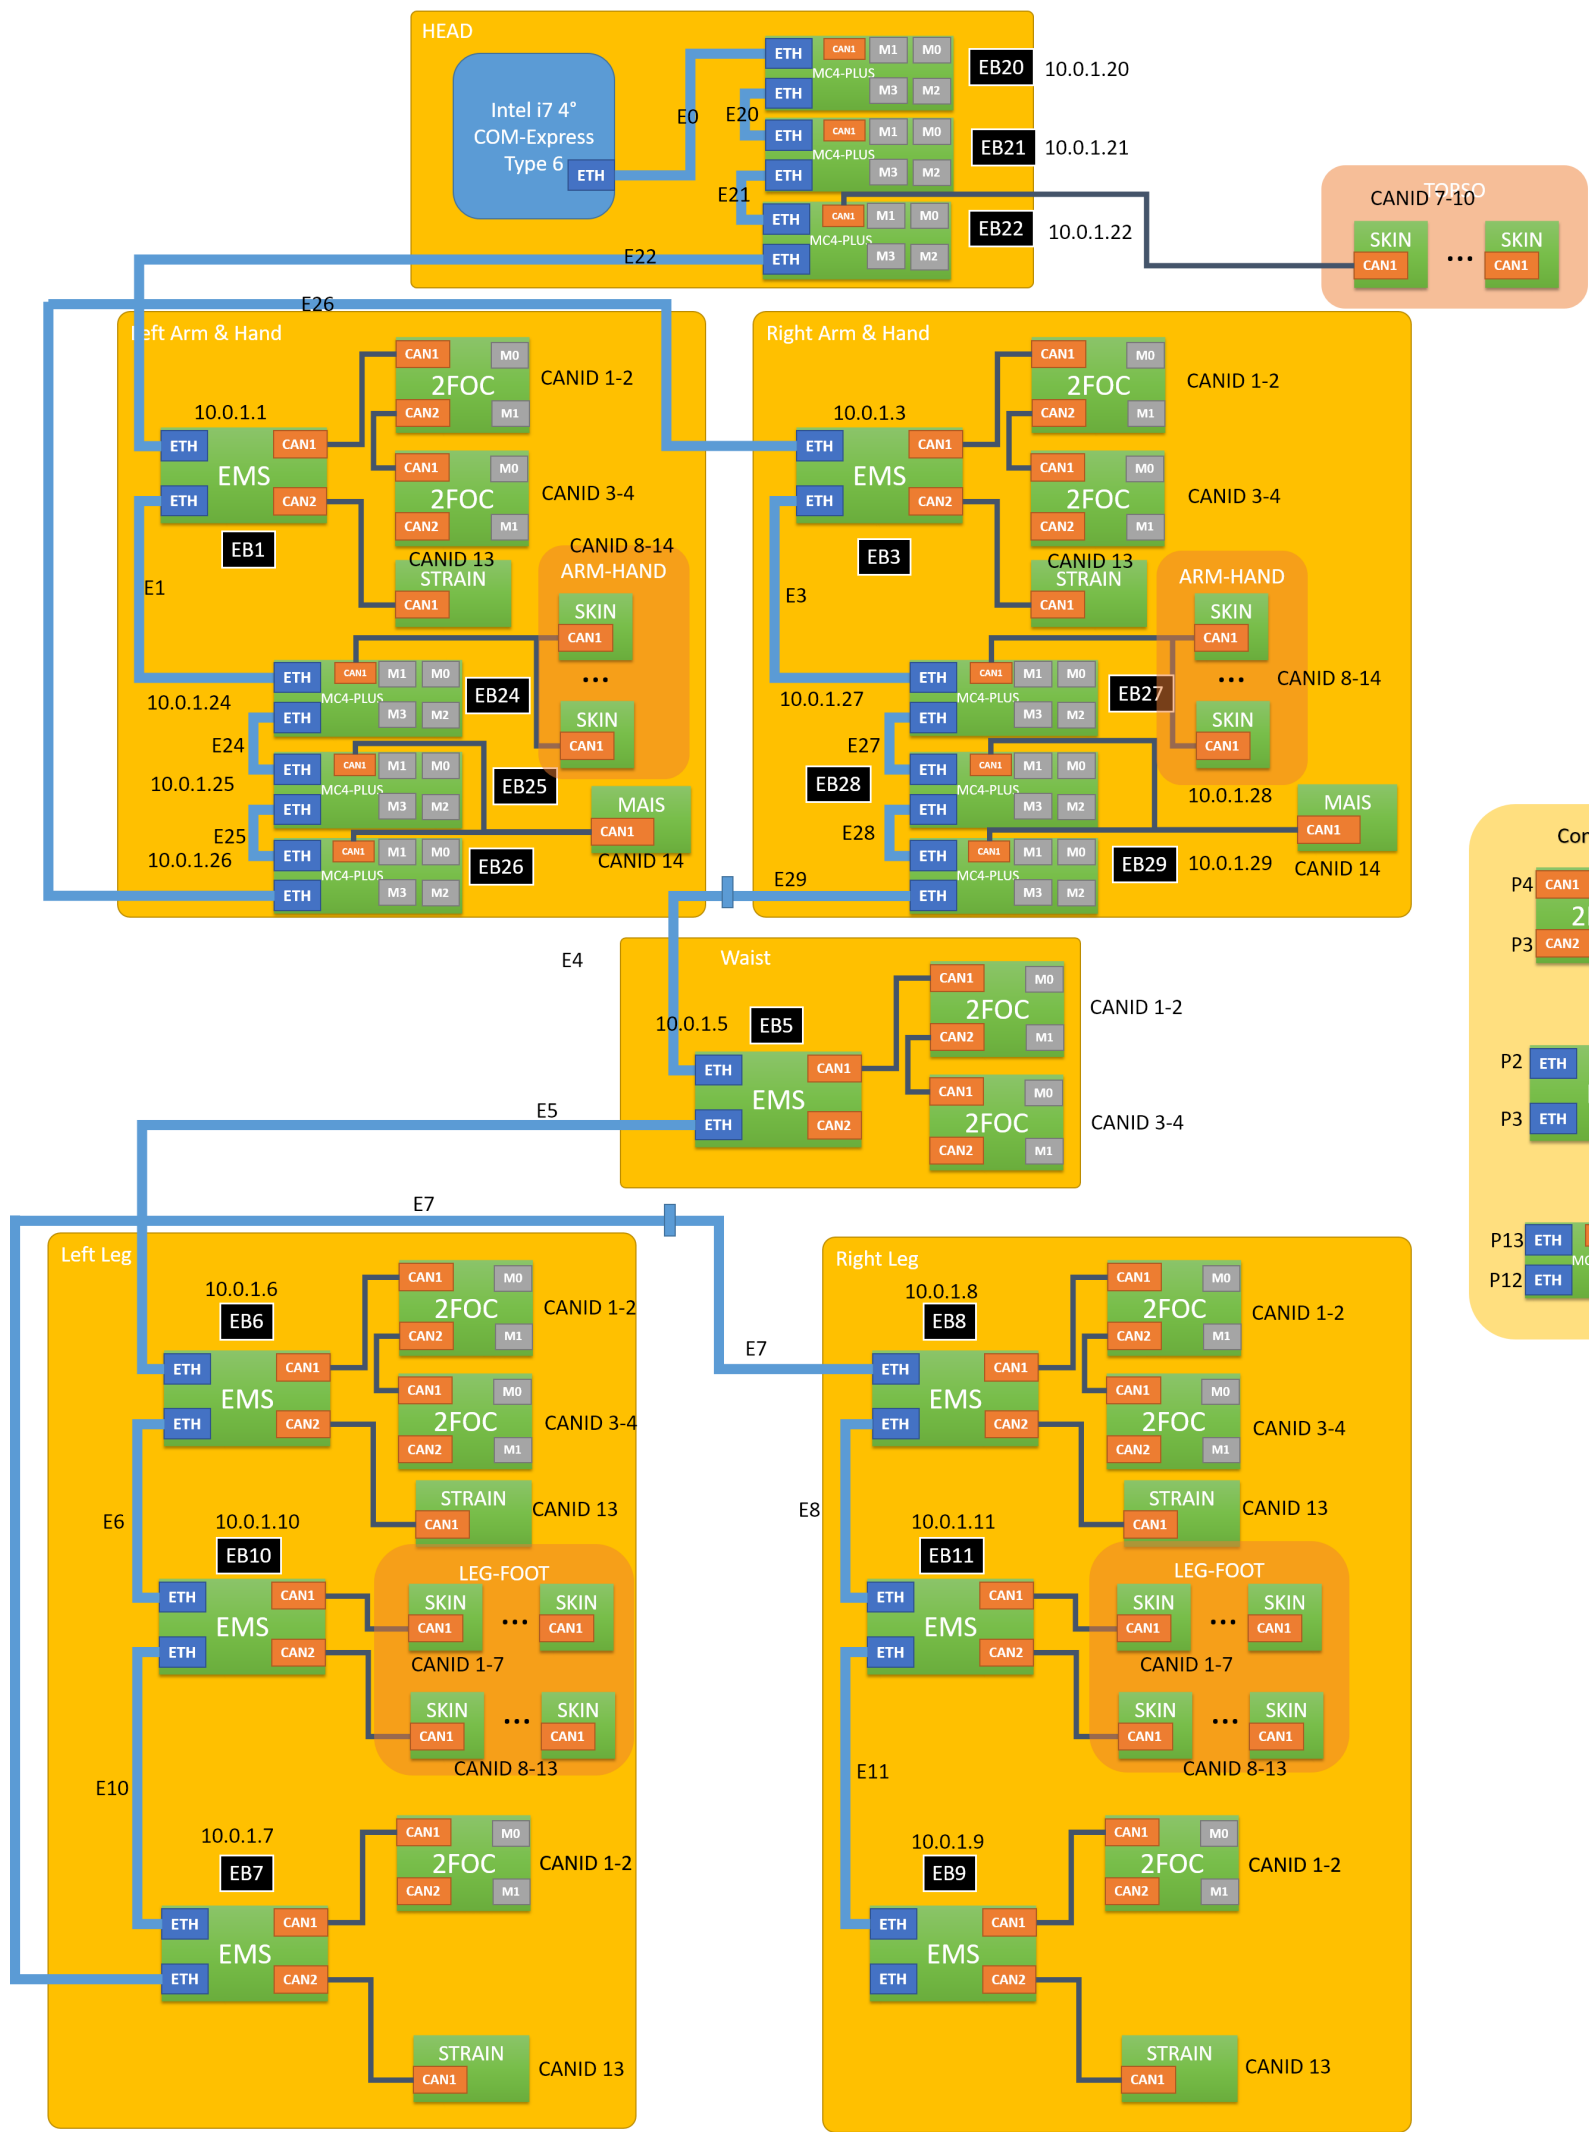 HEAD
Intel i7 4°
COM-Express
Type 6
ETH
E0
E20
E21
E22
ETH CAN1 M1 M0
MC4-PLUS
ETH M3 M2
EB20 10.0.1.20
ETH CAN1 M1 M0
MC4-PLUS
ETH M3 M2
EB21 10.0.1.21
ETH CAN1 M1 M0
MC4-PLUS
ETH M3 M2
EB22 10.0.1.22
TORSO
CANID 7-10
SKIN ... SKIN
CAN1 CAN1
E26
Left Arm & Hand
CAN1 M0
2FOC
CAN2 M1
CANID 1-2
10.0.1.1
ETH CAN1
EMS
ETH CAN2
EB1
CAN1 M0
2FOC
CAN2 M1
CANID 3-4
CANID 13
STRAIN
CAN1
E1
CANID 8-14
ARM-HAND
SKIN
CAN1
...
SKIN
CAN1
ETH CAN1 M1 M0
MC4-PLUS
ETH M3 M2
EB24
10.0.1.24
E24
ETH CAN1 M1 M0
MC4-PLUS
ETH M3 M2
EB25
10.0.1.25
E25
ETH CAN1 M1 M0
MC4-PLUS
ETH M3 M2
EB26
10.0.1.26
MAIS
CAN1
CANID 14
Right Arm & Hand
CAN1 M0
2FOC
CAN2 M1
CANID 1-2
10.0.1.3
ETH CAN1
EMS
ETH CAN2
EB3
CAN1 M0
2FOC
CAN2 M1
CANID 3-4
CANID 13
STRAIN
CAN1
E3
ARM-HAND
SKIN
CAN1
...
SKIN
CAN1
CANID 8-14
ETH CAN1 M1 M0
MC4-PLUS
ETH M3 M2
EB27
10.0.1.27
E27
ETH CAN1 M1 M0
MC4-PLUS
ETH M3 M2
EB28
10.0.1.28
E28
ETH CAN1 M1 M0
MC4-PLUS
ETH M3 M2
EB29
10.0.1.29
MAIS
CAN1
CANID 14
E29
E4
Waist
10.0.1.5
EB5
ETH CAN1
EMS
ETH CAN2
CAN1 M0
2FOC
CAN2 M1
CANID 1-2
CAN1 M0
2FOC
CAN2 M1
CANID 3-4
E5
P4 CAN1
P3 CAN2
P2 ETH
P3 ETH
P13 ETH
P12 ETH
E7
Left Leg
10.0.1.6
EB6
ETH CAN1
EMS
ETH CAN2
CAN1 M0
2FOC
CAN2 M1
CANID 1-2
CAN1 M0
2FOC
CAN2 M1
CANID 3-4
STRAIN
CAN1
CANID 13
E6
10.0.1.10
EB10
ETH CAN1
EMS
ETH CAN2
LEG-FOOT
SKIN ... SKIN
CAN1 CAN1
CANID 1-7
SKIN ... SKIN
CAN1 CAN1
CANID 8-13
E10
10.0.1.7
EB7
ETH CAN1
EMS
ETH CAN2
CAN1 M0
2FOC
CAN2 M1
CANID 1-2
STRAIN
CAN1
CANID 13
E7
Right Leg
10.0.1.8
EB8
ETH CAN1
EMS
ETH CAN2
CAN1 M0
2FOC
CAN2 M1
CANID 1-2
CAN1 M0
2FOC
CAN2 M1
CANID 3-4
STRAIN
CAN1
CANID 13
E8
10.0.1.11
EB11
ETH CAN1
EMS
ETH CAN2
LEG-FOOT
SKIN ... SKIN
CAN1 CAN1
CANID 1-7
SKIN ... SKIN
CAN1 CAN1
CANID 8-13
E11
10.0.1.9
EB9
ETH CAN1
EMS
ETH CAN2
CAN1 M0
2FOC
CAN2 M1
CANID 1-2
STRAIN
CAN1
CANID 13